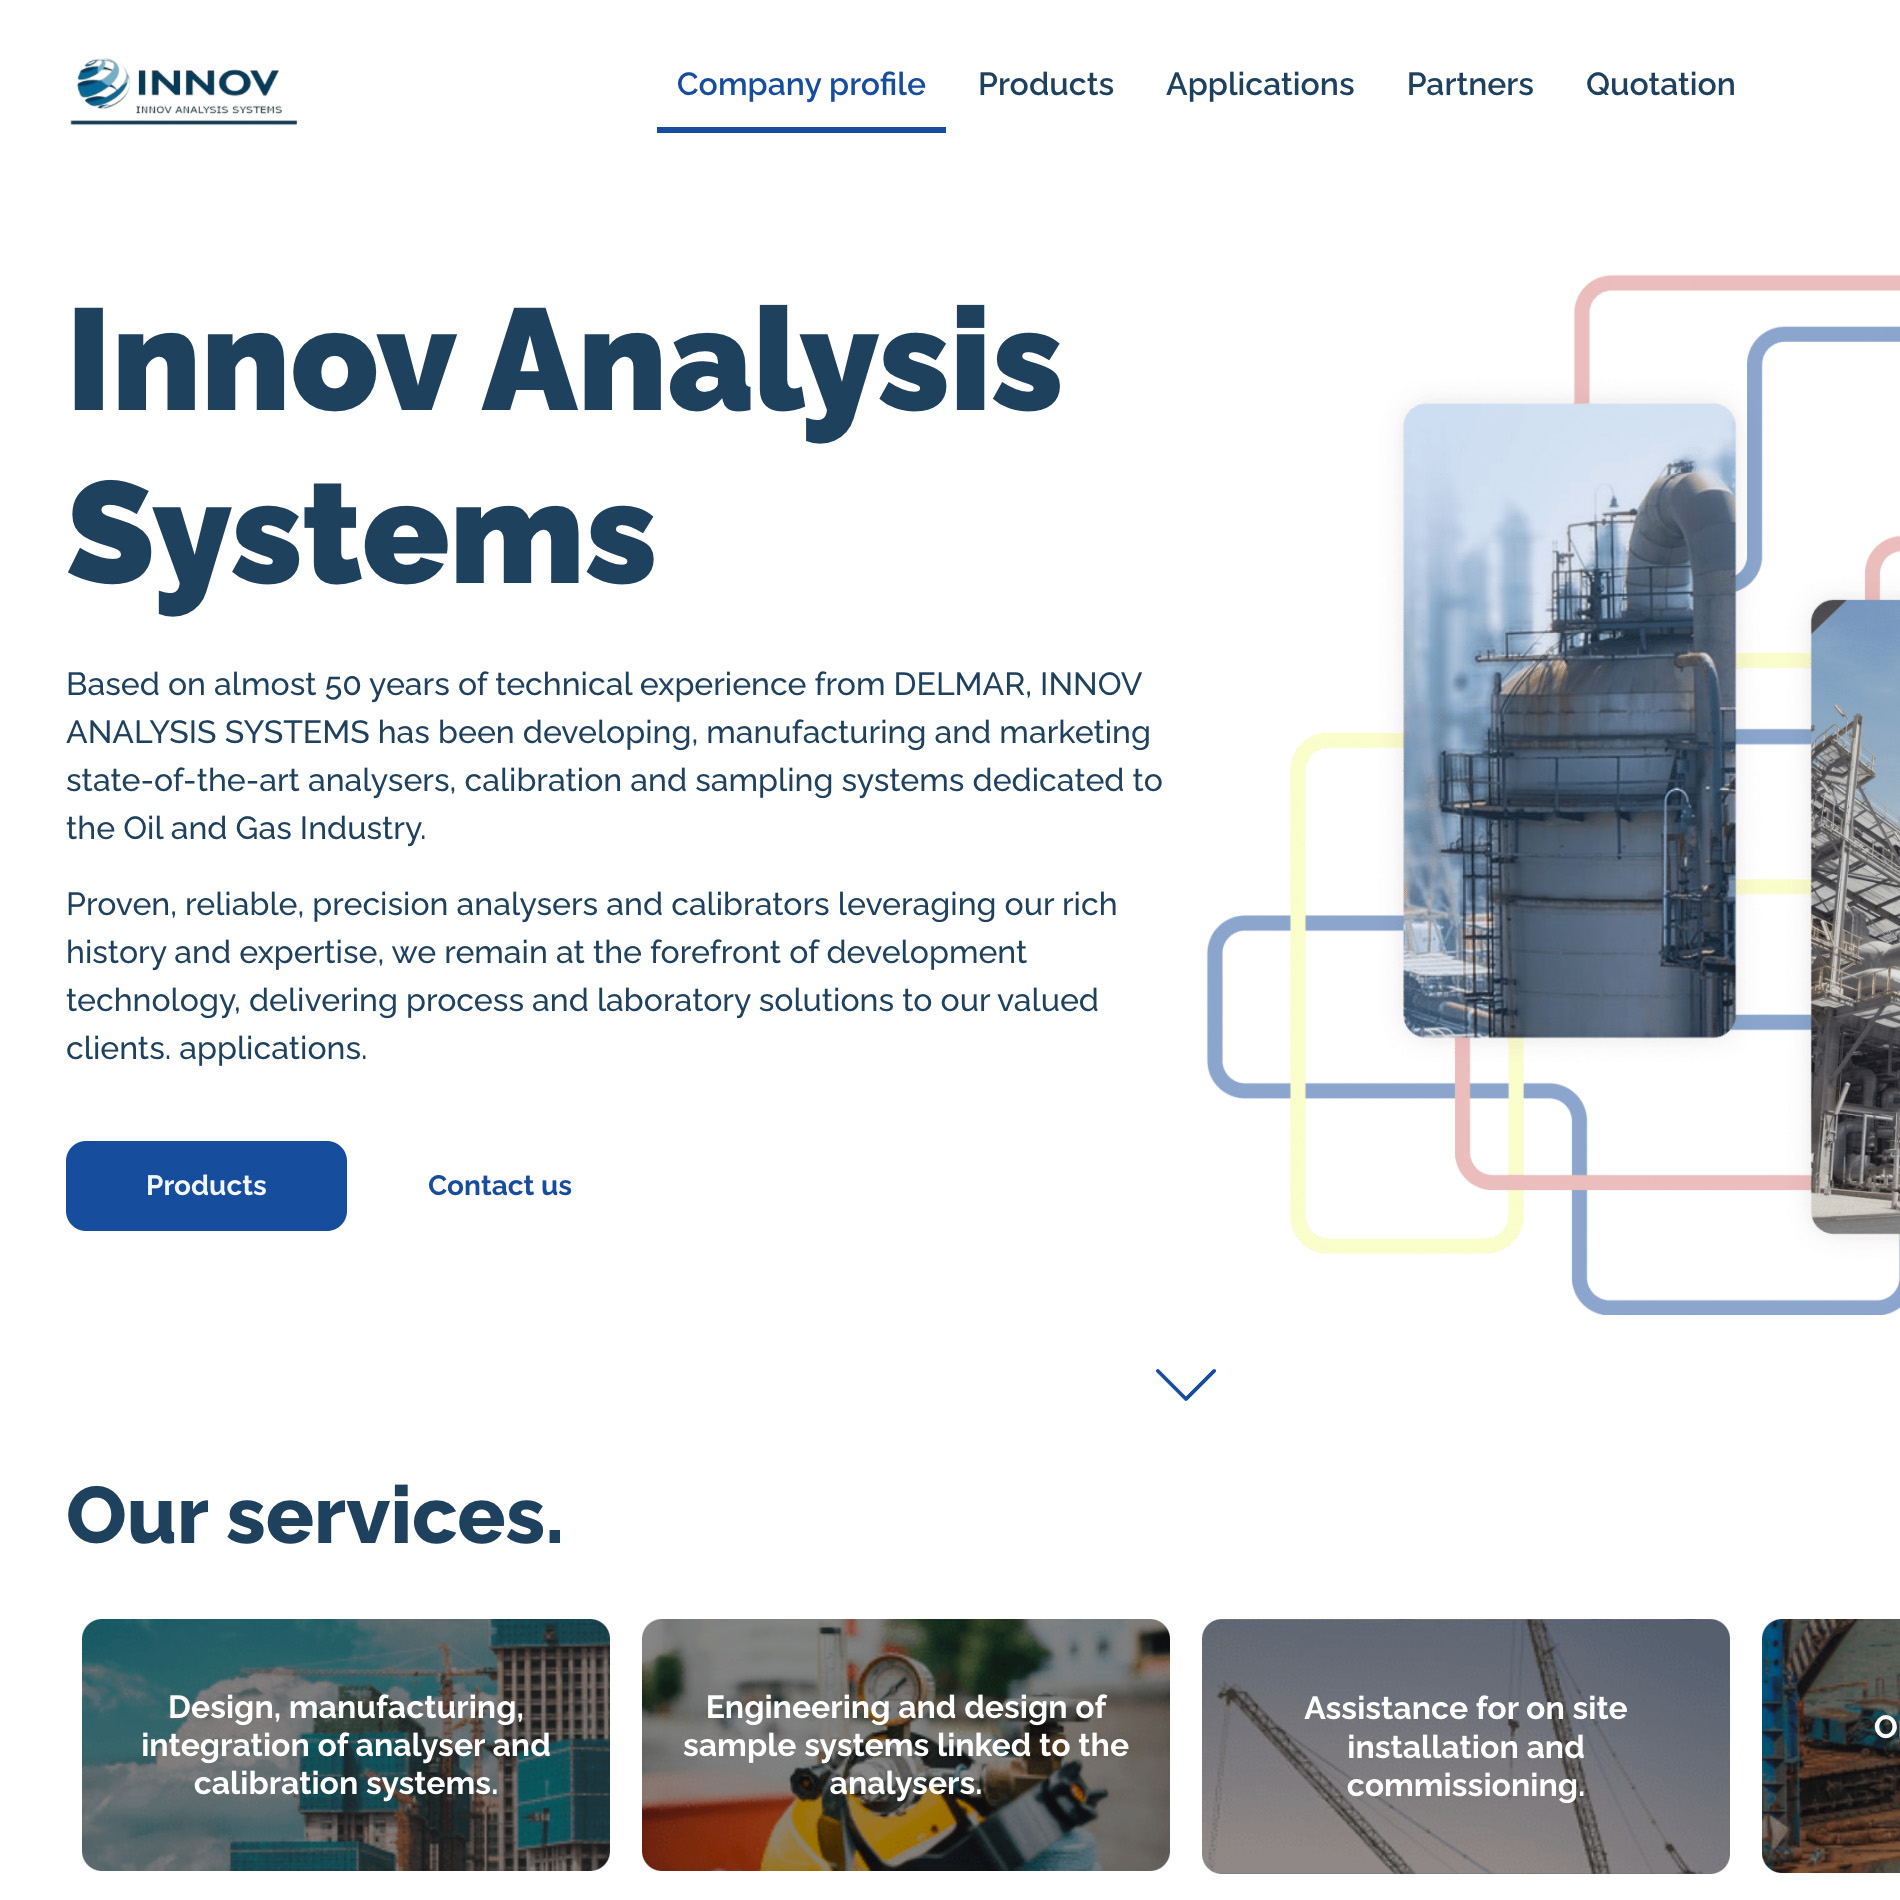 INNOV
INNOV ANALYSIS SYSTEMS
Company profile
Products
Applications
Partners
Quotation
Innov Analysis
Systems
Based on almost 50 years of technical experience from DELMAR, INNOV
ANALYSIS SYSTEMS has been developing, manufacturing and marketing
state-of-the-art analysers, calibration and sampling systems dedicated to
the Oil and Gas Industry.
Proven, reliable, precision analysers and calibrators leveraging our rich
history and expertise, we remain at the forefront of development
technology, delivering process and laboratory solutions to our valued
clients. applications.
Products
Contact us
Our services.
Design, manufacturing,
integration of analyser and
calibration systems.
Engineering and design of
sample systems linked to the
analysers.
Assistance for on site
installation and
commissioning.